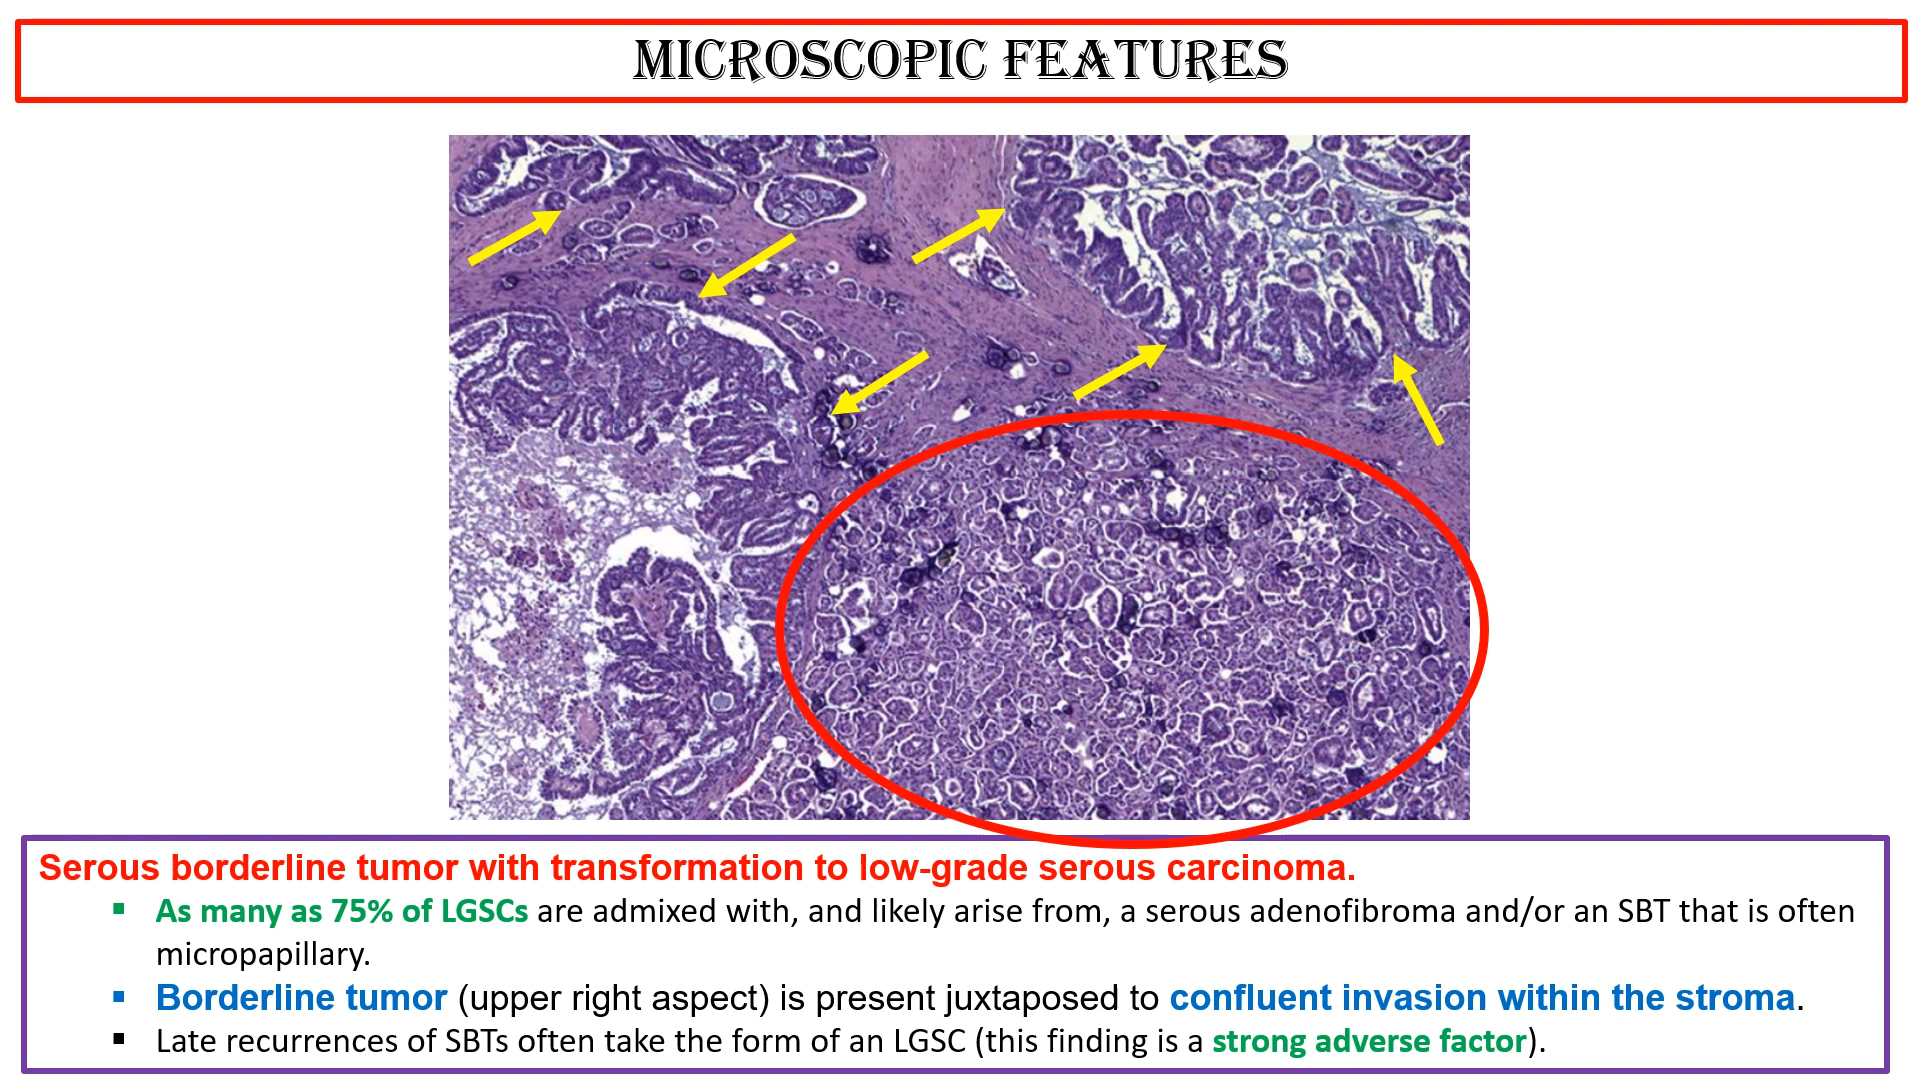 MICROSCOPIC FEATURES
Serous borderline tumor with transformation to low-grade serous carcinoma.
▪ As many as 75% of LGSCs are admixed with, and likely arise from, a serous adenofibroma and/or an SBT that is often
micropapillary.
▪ Borderline tumor (upper right aspect) is present juxtaposed to confluent invasion within the stroma.
▪ Late recurrences of SBTs often take the form of an LGSC (this finding is a strong adverse factor).